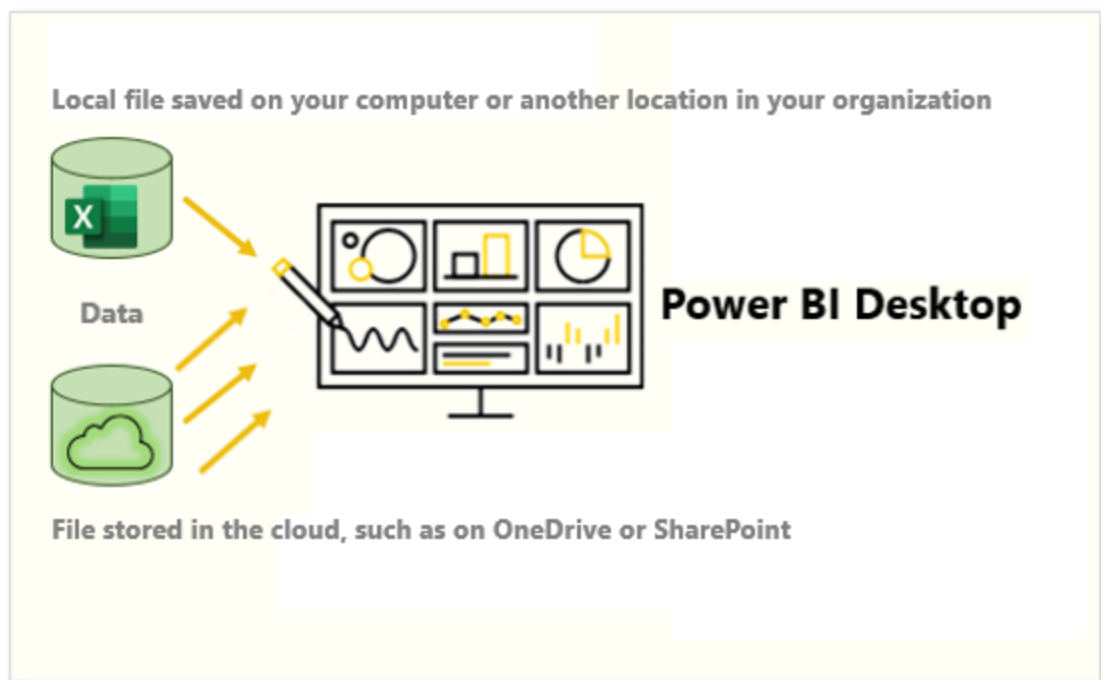 Local file saved on your computer or another location in your organization
X
Data
Power BI Desktop
File stored in the cloud, such as on OneDrive or SharePoint